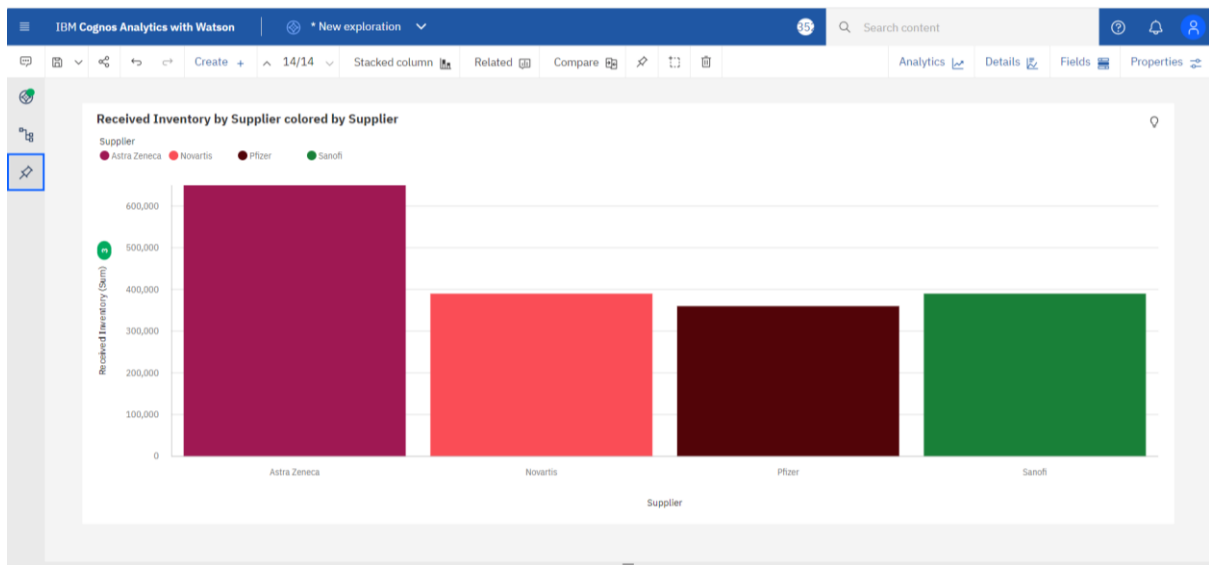 IBM Cognos Analytics with Watson * New exploration Search content
Create + 14/14 Stacked column Related Compare Analytics Details Fields Properties
Received Inventory by Supplier colored by Supplier
Supplier
Astra Zeneca Novartis Pfizer Sanofi
600,000
500,000
400,000
300,000
200,000
100,000
0
Received Inventory (Sum) 3
Astra Zeneca Novartis Pfizer Sanofi
Supplier